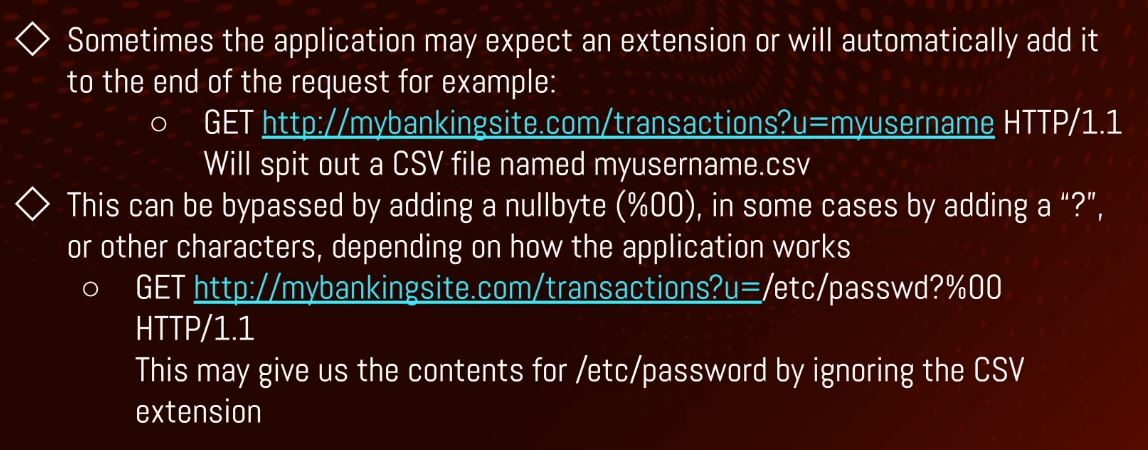 Sometimes the application may expect an extension or will automatically add it
to the end of the request for example:
GET http://mybankingsite.com/transactions?u=myusername HTTP/1.1
Will spit out a CSV file named myusername.csv
This can be bypassed by adding a nullbyte (%00), in some cases by adding a “?”,
or other characters, depending on how the application works
GET http://mybankingsite.com/transactions?u=/etc/passwd?%00
HTTP/1.1
This may give us the contents for /etc/password by ignoring the CSV
extension